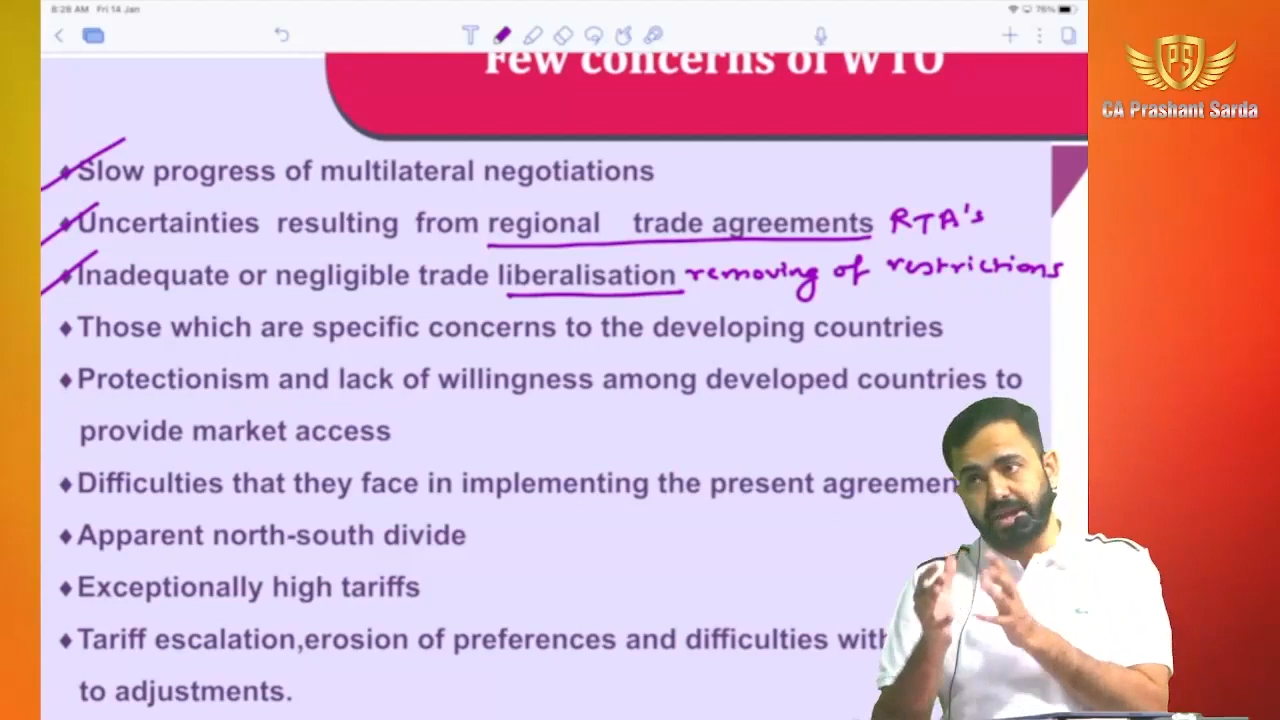 8:28 AM Fri 14 Jan
76%
Few concerns of WTO
PS
CA Prashant Sarda
♦Slow progress of multilateral negotiations
♦Uncertainties resulting from regional trade agreements RTA's
♦Inadequate or negligible trade liberalisation removing of restrictions
♦Those which are specific concerns to the developing countries
♦Protectionism and lack of willingness among developed countries to
provide market access
♦Difficulties that they face in implementing the present
♦Apparent north-south divide
♦Exceptionally high tariffs
♦Tariff escalation,erosion of preferences and difficulties with
to adjustments.